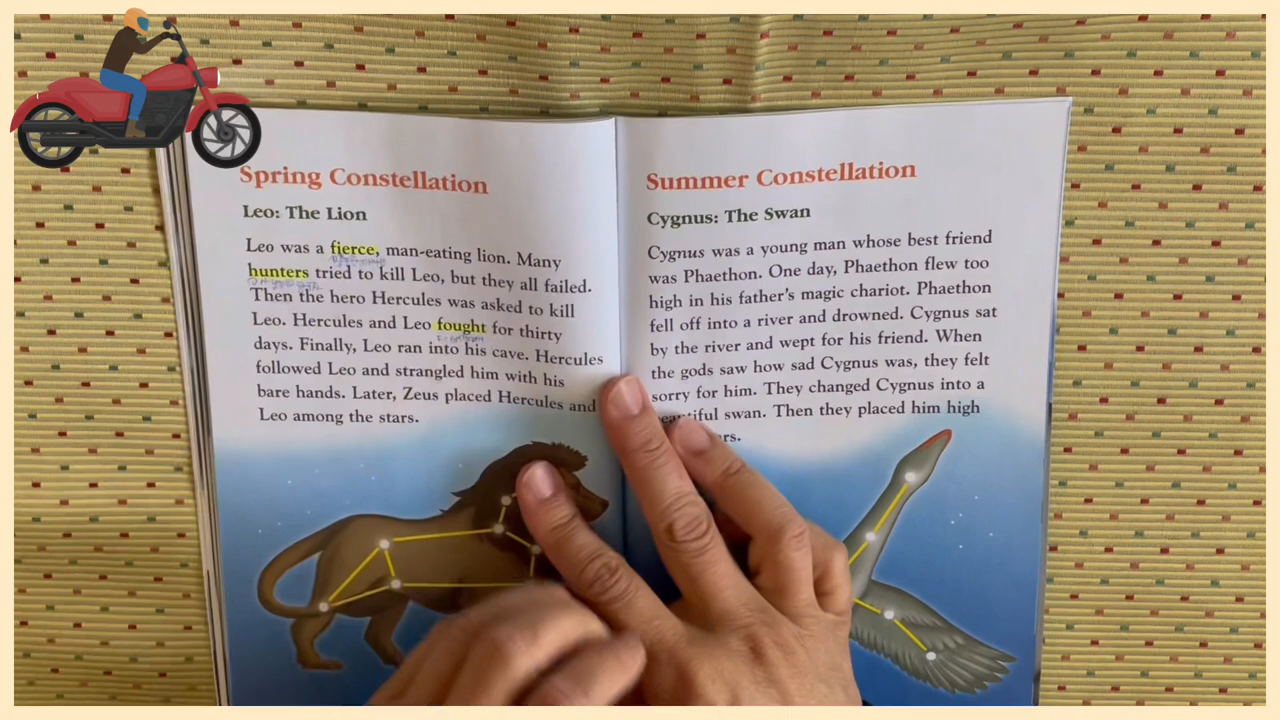 Spring Constellation
Leo: The Lion
Leo was a fierce, man-eating lion. Many
hunters tried to kill Leo, but they all failed.
Then the hero Hercules was asked to kill
Leo. Hercules and Leo fought for thirty
days. Finally, Leo ran into his cave. Hercules
followed Leo and strangled him with his
bare hands. Later, Zeus placed Hercules and
Leo among the stars.
Summer Constellation
Cygnus: The Swan
Cygnus was a young man whose best friend
was Phaethon. One day, Phaethon flew too
high in his father's magic chariot. Phaethon
fell off into a river and drowned. Cygnus sat
by the river and wept for his friend. When
the gods saw how sad Cygnus was, they felt
sorry for him. They changed Cygnus into a
beautiful swan. Then they placed him high